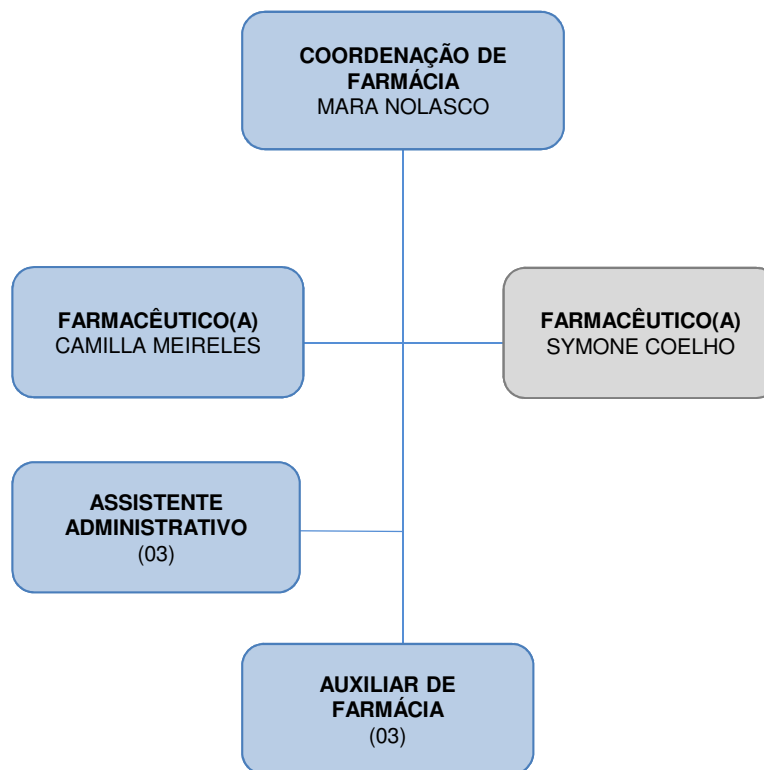 COORDENAÇÃO DE
FARMÁCIA
MARA NOLASCO
FARMACÊUTICO(A)
CAMILLA MEIRELES
FARMACÊUTICO(A)
SYMONE COELHO
ASSISTENTE
ADMINISTRATIVO
(03)
AUXILIAR DE
FARMÁCIA
(03)